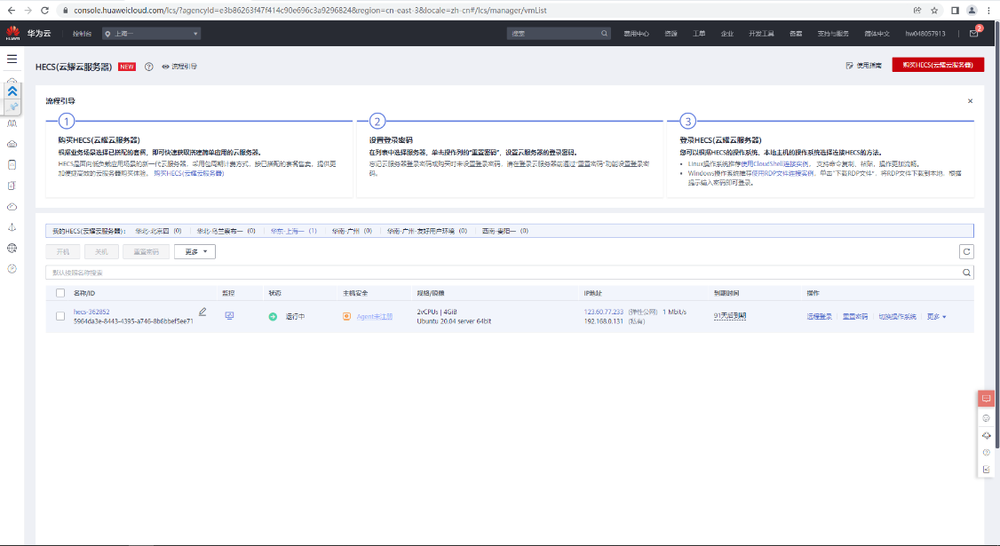 console.huaweicloud.com/lcs/?agencyId=e3b86263f47f414c90e696c3a9296824&region=cn-east-3&locale=zh-cn#/lcs/manager/vmList
HUAWEI 华为云 控制台 上海一 搜索 费用中心 资源 工单 企业 开发工具 备案 支持与服务 简体中文 hw048057913 2
HECS(云耀云服务器) NEW 流程引导 使用指南 购买HECS(云耀云服务器)
流程引导
1 2 3
购买HECS(云耀云服务器) 设置登录密码 登录HECS(云耀云服务器)
根据业务场景选择已搭配的套餐，即可快速获取搭建简单应用的云服务器。 在列表中选择服务器，单击操作列的“重置密码”，设置云服务器的登录密码。 您可以根据HECS的操作系统、本地主机的操作系统选择连接HECS的方法。
HECS是面向低负载应用场景的新一代云服务器，采用包周期计费方式，按已搭配的套餐售卖，提供更加便捷高效的云服务器购买体验。 购买HECS(云耀云服务器)
忘记云服务器登录密码或购买时未设置登录密码，请在登录云服务器前通过“重置密码”功能设置登录密码。
• Linux操作系统推荐使用CloudShell连接实例， 支持命令复制、粘贴，操作更加流畅。
• Windows操作系统推荐使用RDP文件连接实例，单击“下载RDP文件”，将RDP文件下载到本地，根据提示输入密码即可登录。
我的HECS(云耀云服务器)： 华北-北京四 (0) 华北-乌兰察布一 (0) 华东-上海一 (1) 华南-广州 (0) 华南-广州-友好用户环境 (0) 西南-贵阳一 (0)
开机 关机 重置密码 更多
默认按照名称搜索
名称/ID 监控 状态 主机安全 规格/镜像 IP地址 到期时间 操作
hecs-362852 2vCPUs | 4GiB 123.60.77.233 (弹性公网) 1 Mbit/s
运行中 Agent未注册 91天后到期 远程登录 重置密码 切换操作系统 更多
5964da3e-8443-4395-a746-8b6bbef5ee71 Ubuntu 20.04 server 64bit 192.168.0.131 (私有)